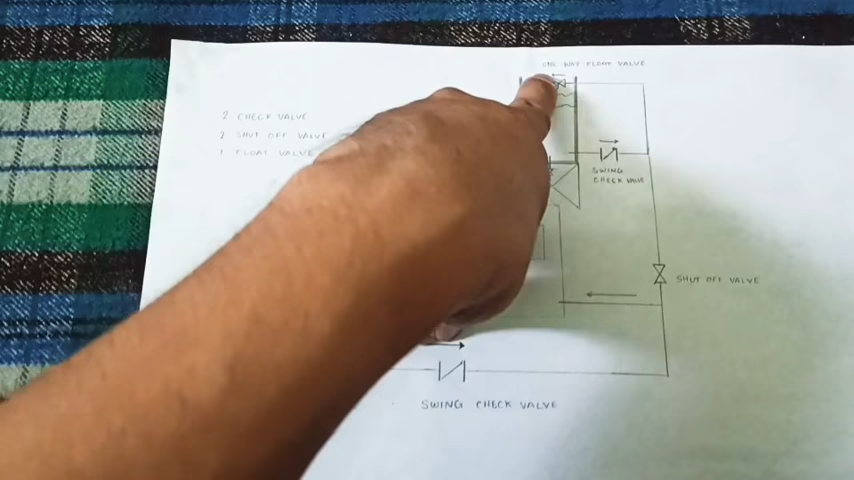 2 CHECK VALVE
2 SHUT OFF VALVE
1 FLOAT VALVE
ONE WAY FLOAT VALVE
SWING
CHECK VALVE
SHUT OFF VALVE
SWING CHECK VALVE